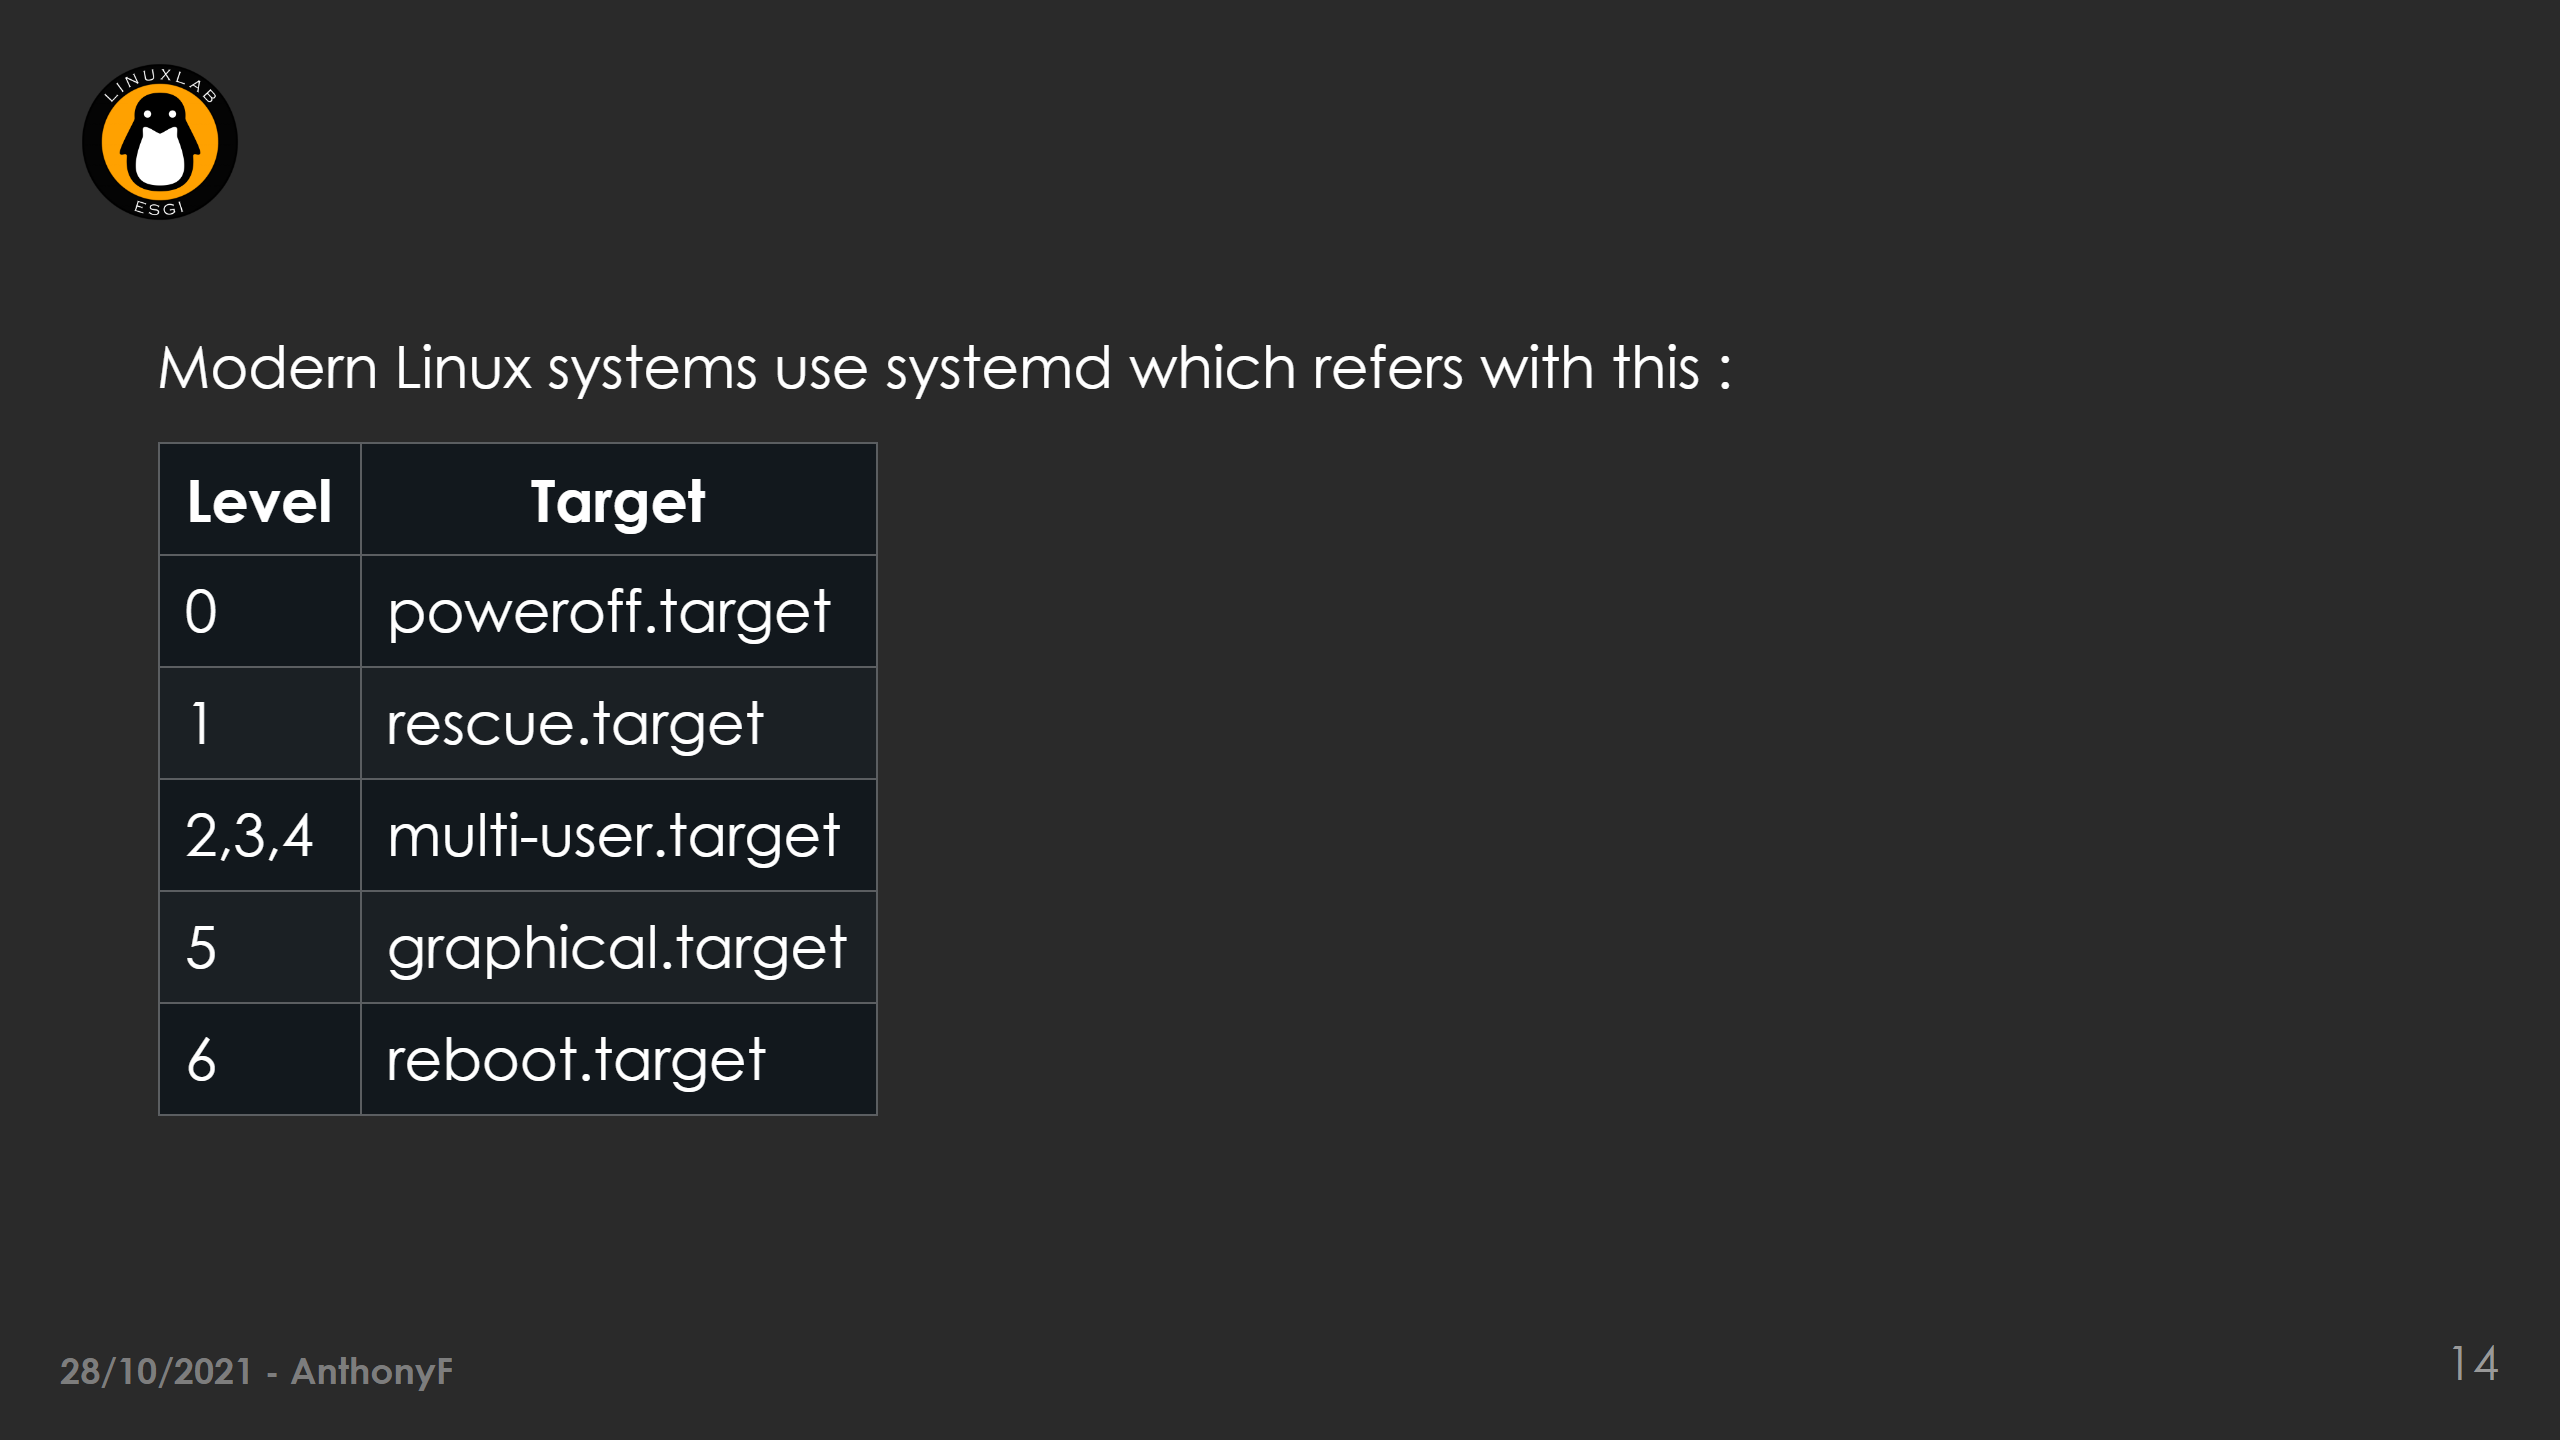 LINUXLAB
ESGI
Modern Linux systems use systemd which refers with this :
Level Target
0 poweroff.target
1 rescue.target
2,3,4 multi-user.target
5 graphical.target
6 reboot.target
28/10/2021 - AnthonyF
14